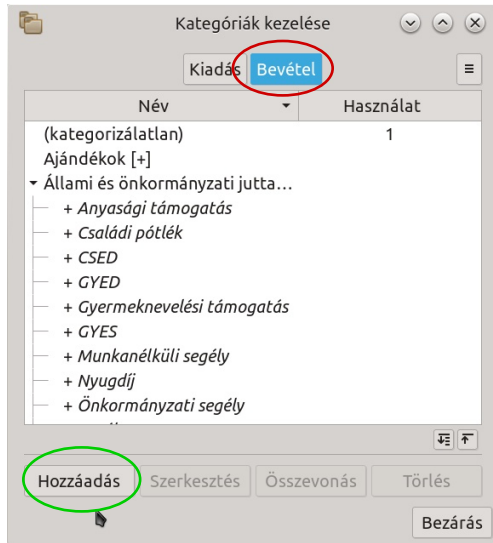 Kategóriák kezelése
Kiadás Bevétel
Név Használat
(kategorizálatlan) 1
Ajándékok [+]
Állami és önkormányzati jutta…
+ Anyasági támogatás
+ Családi pótlék
+ CSED
+ GYED
+ Gyermeknevelési támogatás
+ GYES
+ Munkanélküli segély
+ Nyugdíj
+ Önkormányzati segély
Hozzáadás Szerkesztés Összevonás Törlés
Bezárás